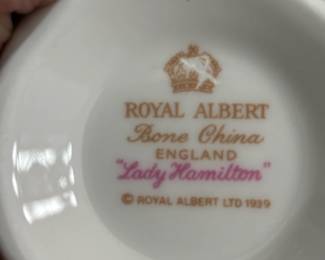 ROYAL ALBERT
Bone China
ENGLAND
"Lady Hamilton"
© ROYAL ALBERT LTD 1939